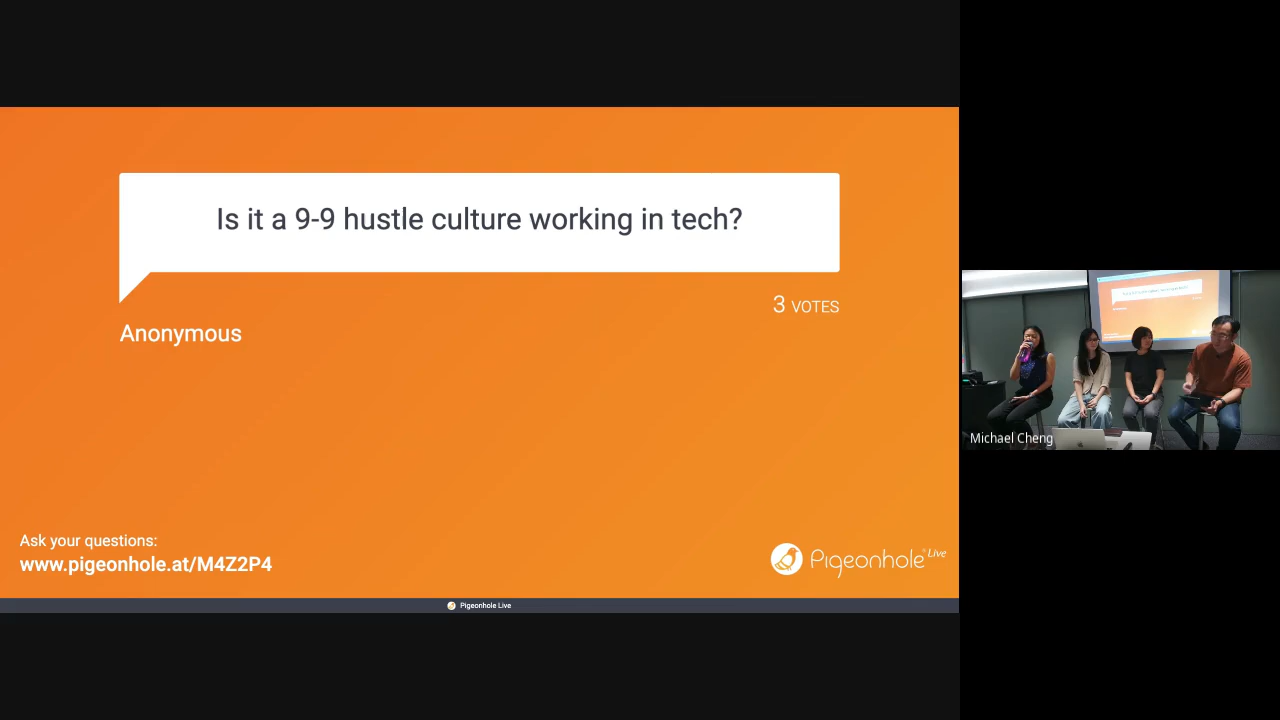 Is it a 9-9 hustle culture working in tech?
3 VOTES
Anonymous
Ask your questions:
www.pigeonhole.at/M4Z2P4
Pigeonhole Live
Pigeonhole Live
Michael Cheng